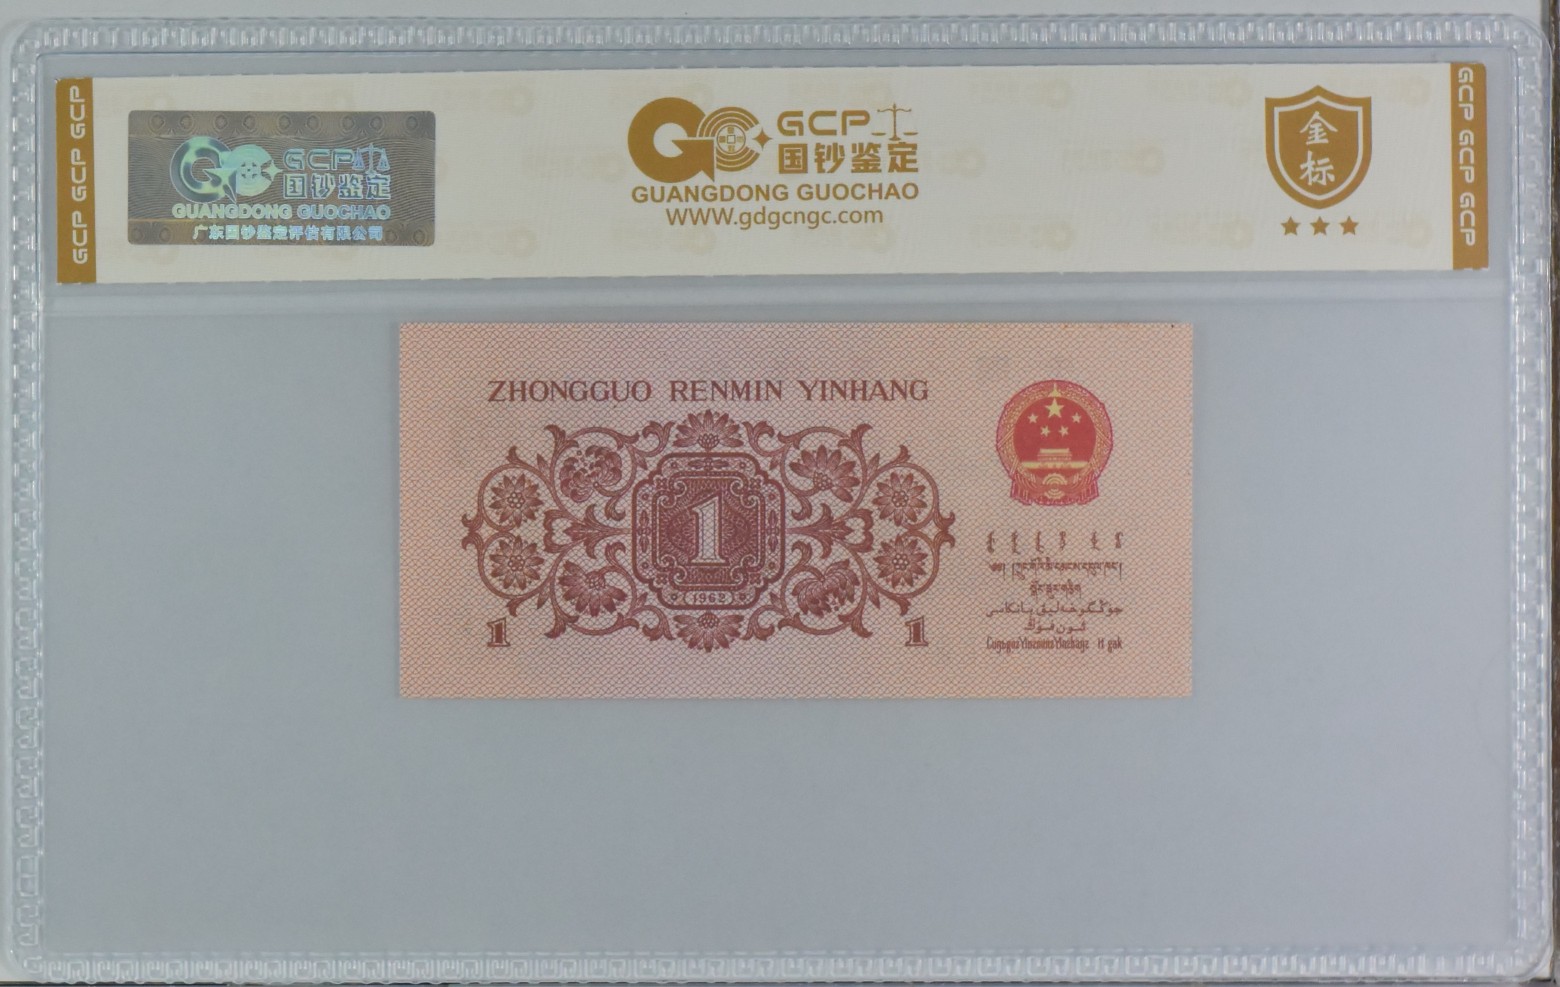 GCP GCP GCP
GCP
国钞鉴定
GUANGDONG GUOCHAO
广东国钞鉴定评估有限公司
GCP
国钞鉴定
GUANGDONG GUOCHAO
WWW.gdgcngc.com
金
标
GCP GCP GCP
ZHONGGUO RENMIN YINHANG
1
1962
1
1